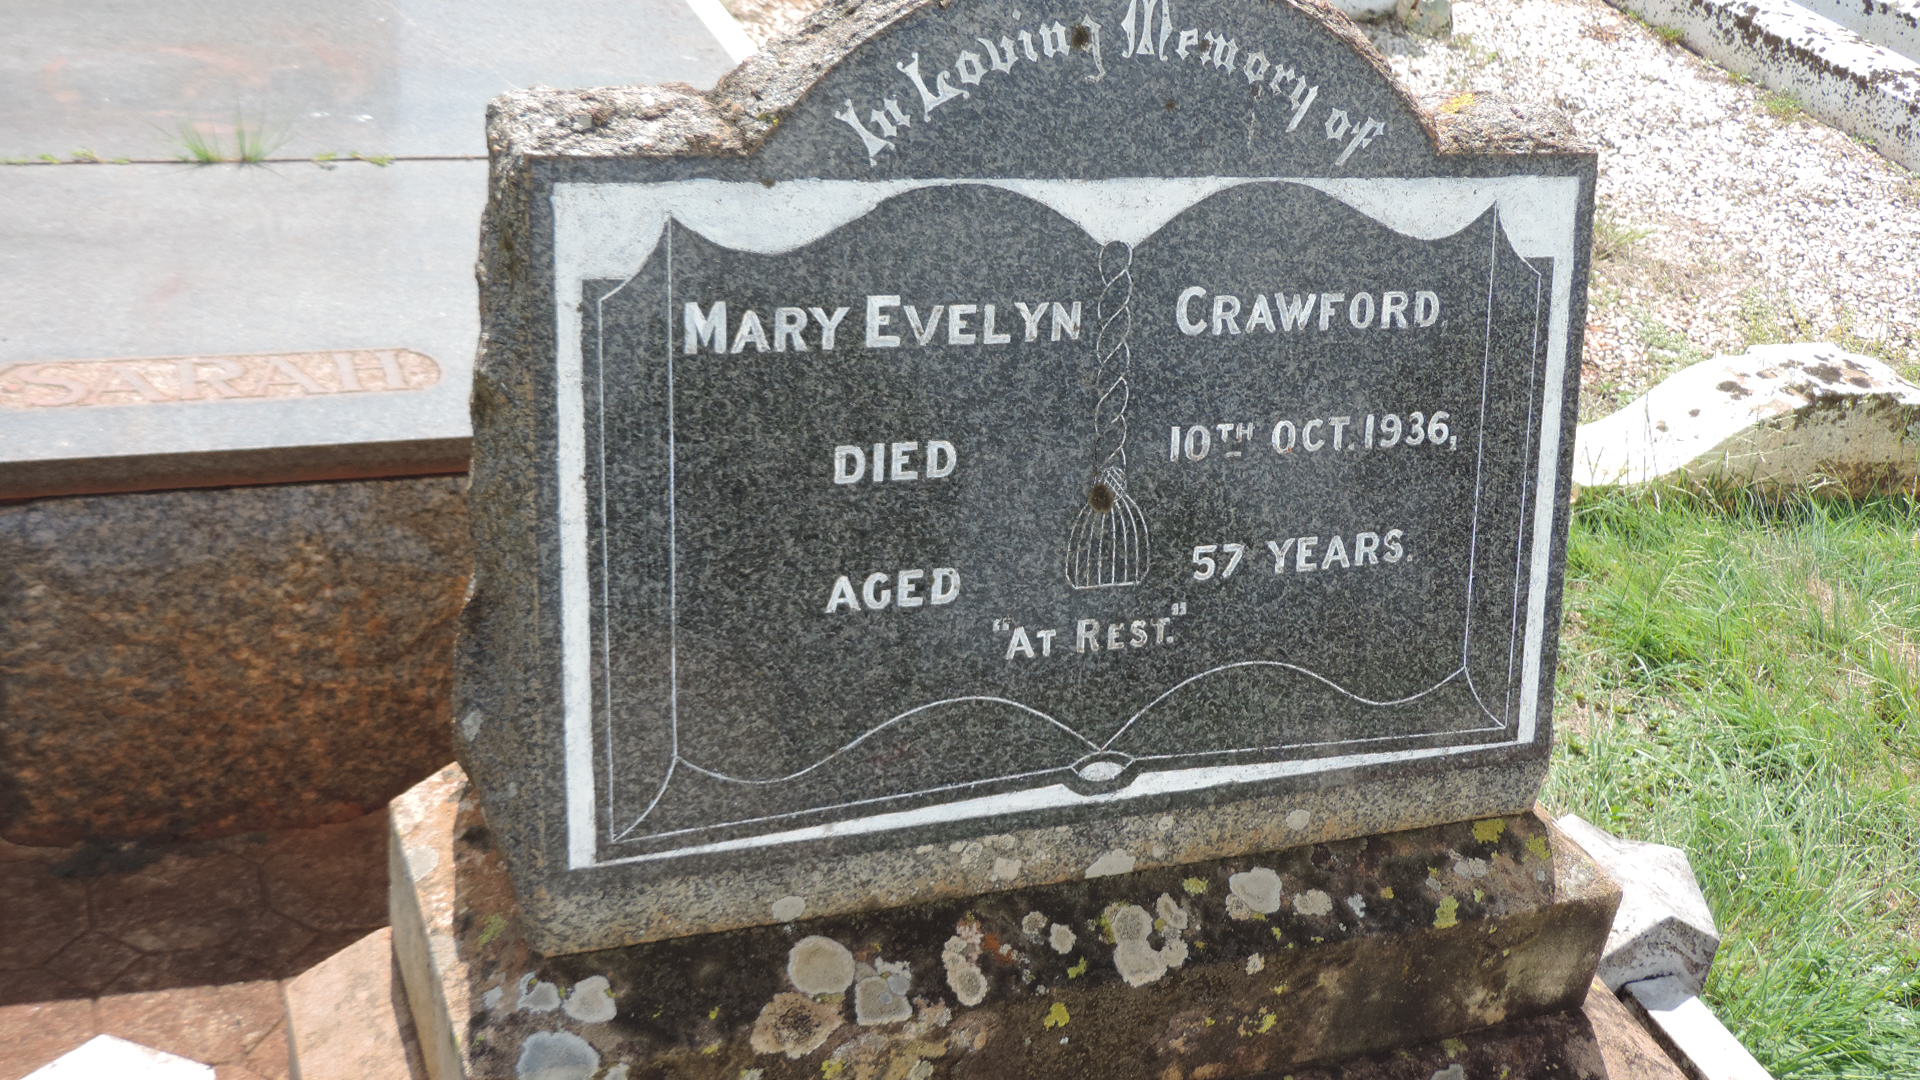 In Loving Memory of
MARY EVELYN CRAWFORD
DIED 10TH OCT. 1936,
AGED 57 YEARS.
"AT REST."
SARAH